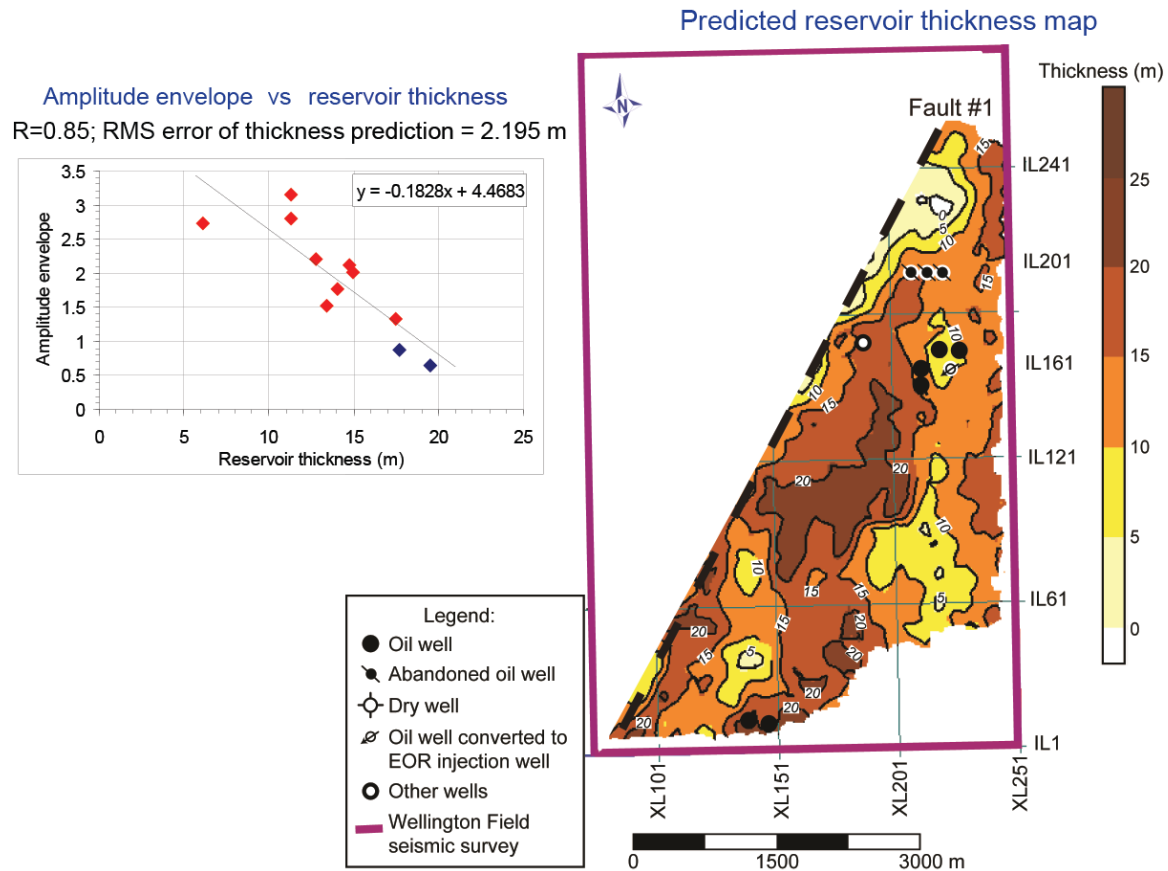 Predicted reservoir thickness map
Amplitude envelope vs reservoir thickness
R=0.85; RMS error of thickness prediction = 2.195 m
y = -0.1828x + 4.4683
3.5
3
2.5
2
1.5
1
0.5
0
Amplitude envelope
0 5 10 15 20 25
Reservoir thickness (m)
N
Fault #1
Thickness (m)
25
20
15
10
5
0
IL241
IL201
IL161
IL121
IL61
IL1
XL101
XL151
XL201
XL251
15
0
5
10
15
10
10
15
20
20
10
10
15
15
15
5
20
20
15
5
20
20
20
20
Legend:
Oil well
Abandoned oil well
Dry well
Oil well converted to
EOR injection well
Other wells
Wellington Field
seismic survey
0 1500 3000 m